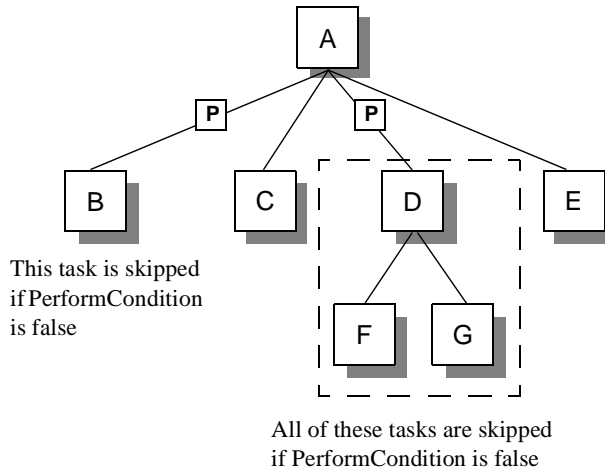 A
P P
B C D E
This task is skipped
if PerformCondition
is false
F G
All of these tasks are skipped
if PerformCondition is false